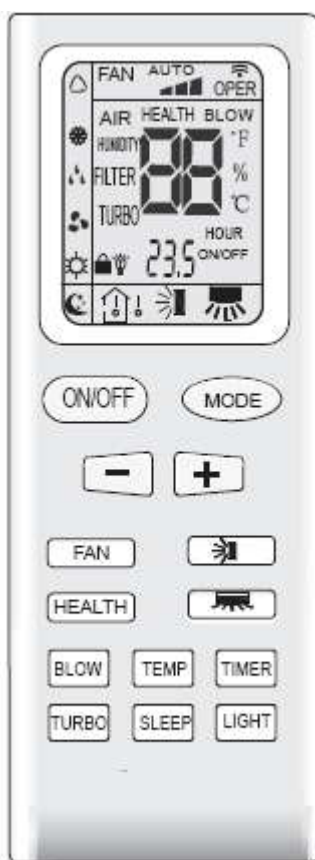 FAN AUTO OPER
AIR HEALTH BLOW
HUMIDITY 88 °F
FILTER %
TURBO °C
HOUR
23.5 ON/OFF
ON/OFF MODE
- +
FAN
HEALTH
BLOW TEMP TIMER
TURBO SLEEP LIGHT